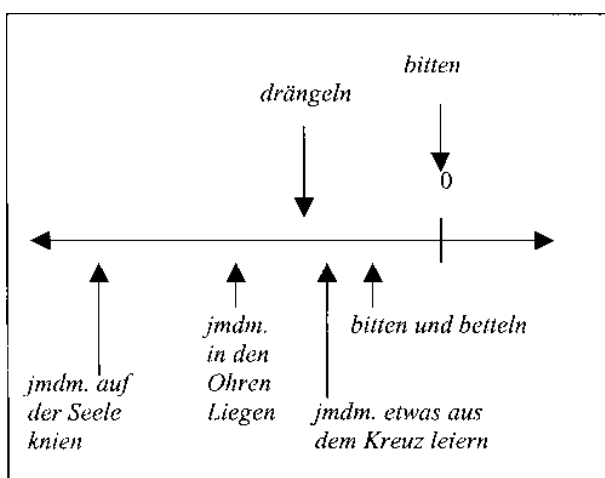 bitten
drängeln
0
jmdm.
in den
Ohren
Liegen
bitten und betteln
jmdm. auf
der Seele
knien
jmdm. etwas aus
dem Kreuz leiern